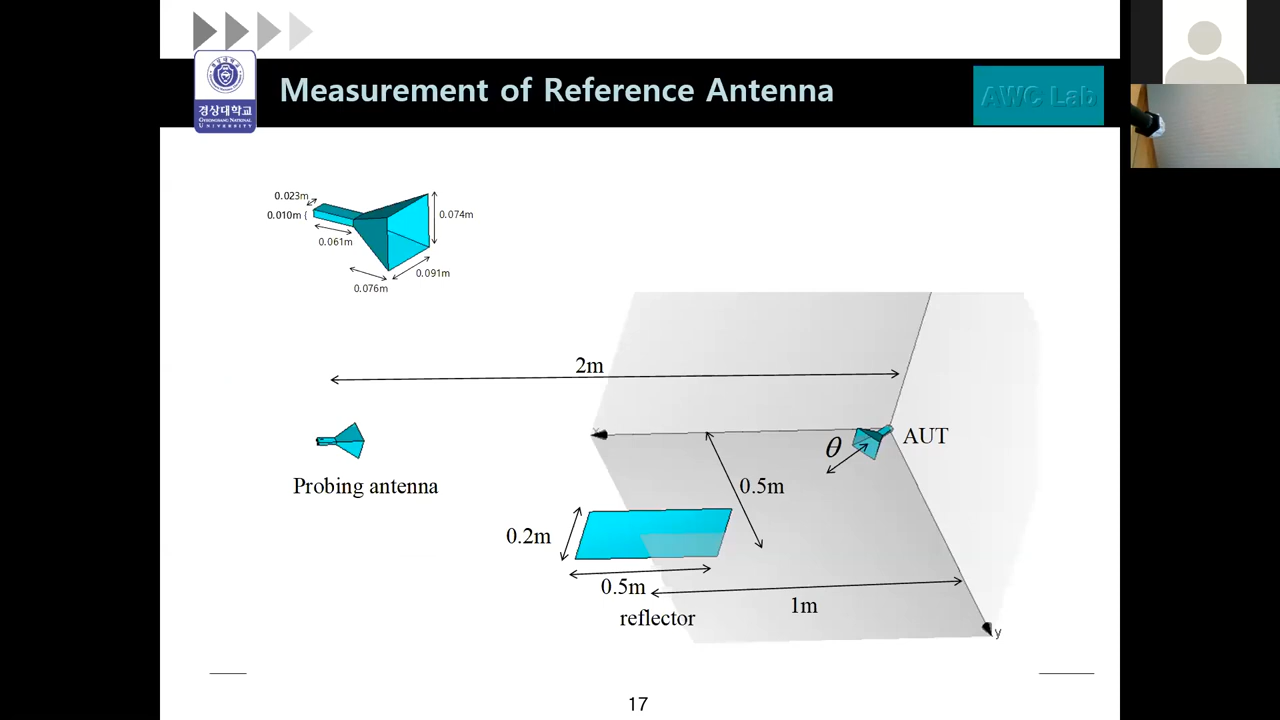 Measurement of Reference Antenna
AWC Lab
경상대학교
GYEONGSANG NATIONAL
UNIVERSITY
0.023m
0.010m {
0.061m
0.074m
0.091m
0.076m
2m
x
AUT
θ
Probing antenna
0.5m
0.2m
0.5m
1m
reflector
y
17